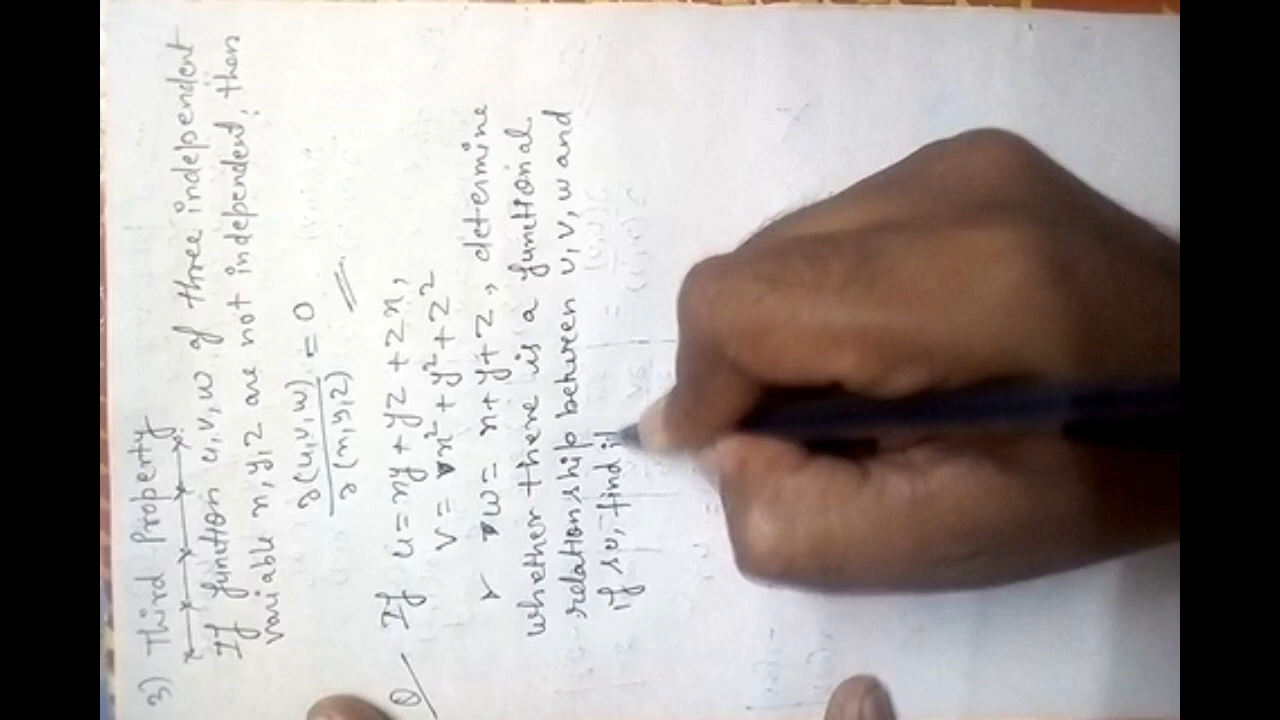 3) Third Property
If function u, v, w of three independent
variable x, y, z are not independent, then
∂(u, v, w) / ∂(x, y, z) = 0
Q If u = xy + yz + zx,
v = x² + y² + z²
w = x + y + z, determine
whether there is a functional
relationship between u, v, w and
if so, find